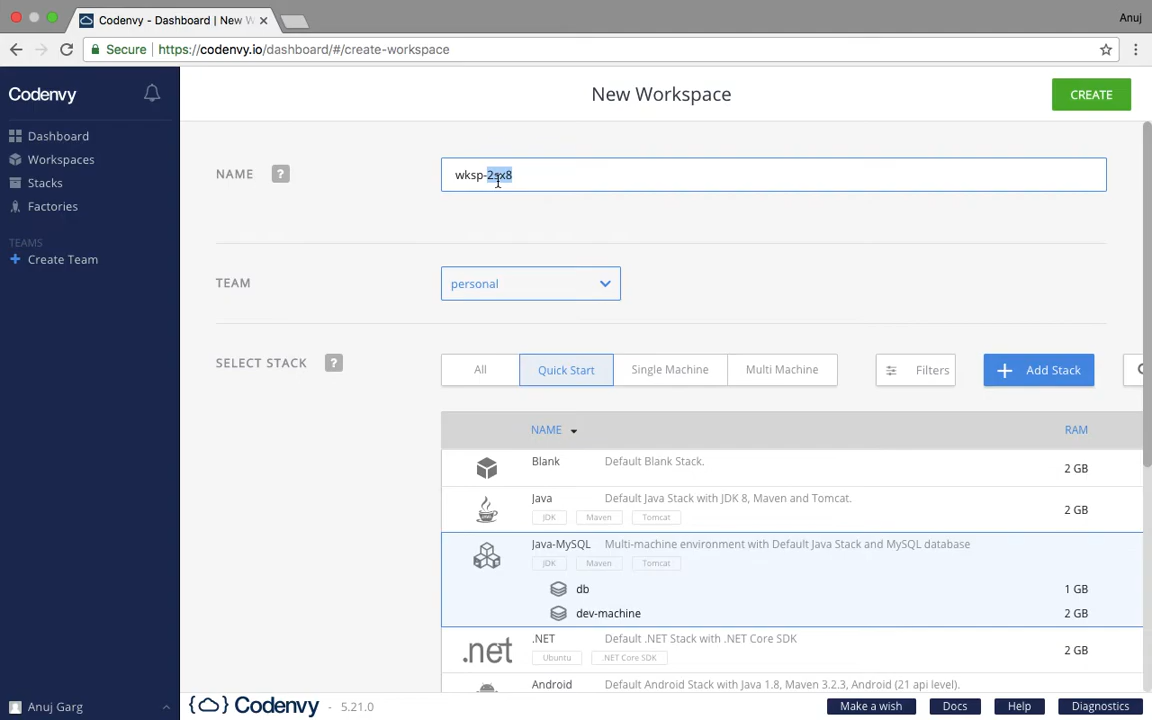 Codenvy - Dashboard | New W
Anuj
Secure
https://codenvy.io/dashboard/#/create-workspace
Codenvy
New Workspace
CREATE
Dashboard
Workspaces
Stacks
Factories
TEAMS
+ Create Team
NAME ?
wksp-2sx8
TEAM
personal
SELECT STACK ?
All
Quick Start
Single Machine
Multi Machine
Filters
+ Add Stack
NAME
RAM
Blank Default Blank Stack. 2 GB
Java Default Java Stack with JDK 8, Maven and Tomcat. 2 GB
JDK Maven Tomcat
Java-MySQL Multi-machine environment with Default Java Stack and MySQL database
JDK Maven Tomcat
db 1 GB
dev-machine 2 GB
.net
.NET Default .NET Stack with .NET Core SDK 2 GB
Ubuntu .NET Core SDK
Android Default Android Stack with Java 1.8, Maven 3.2.3, Android (21 api level).
Anuj Garg
{ } Codenvy - 5.21.0
Make a wish
Docs
Help
Diagnostics